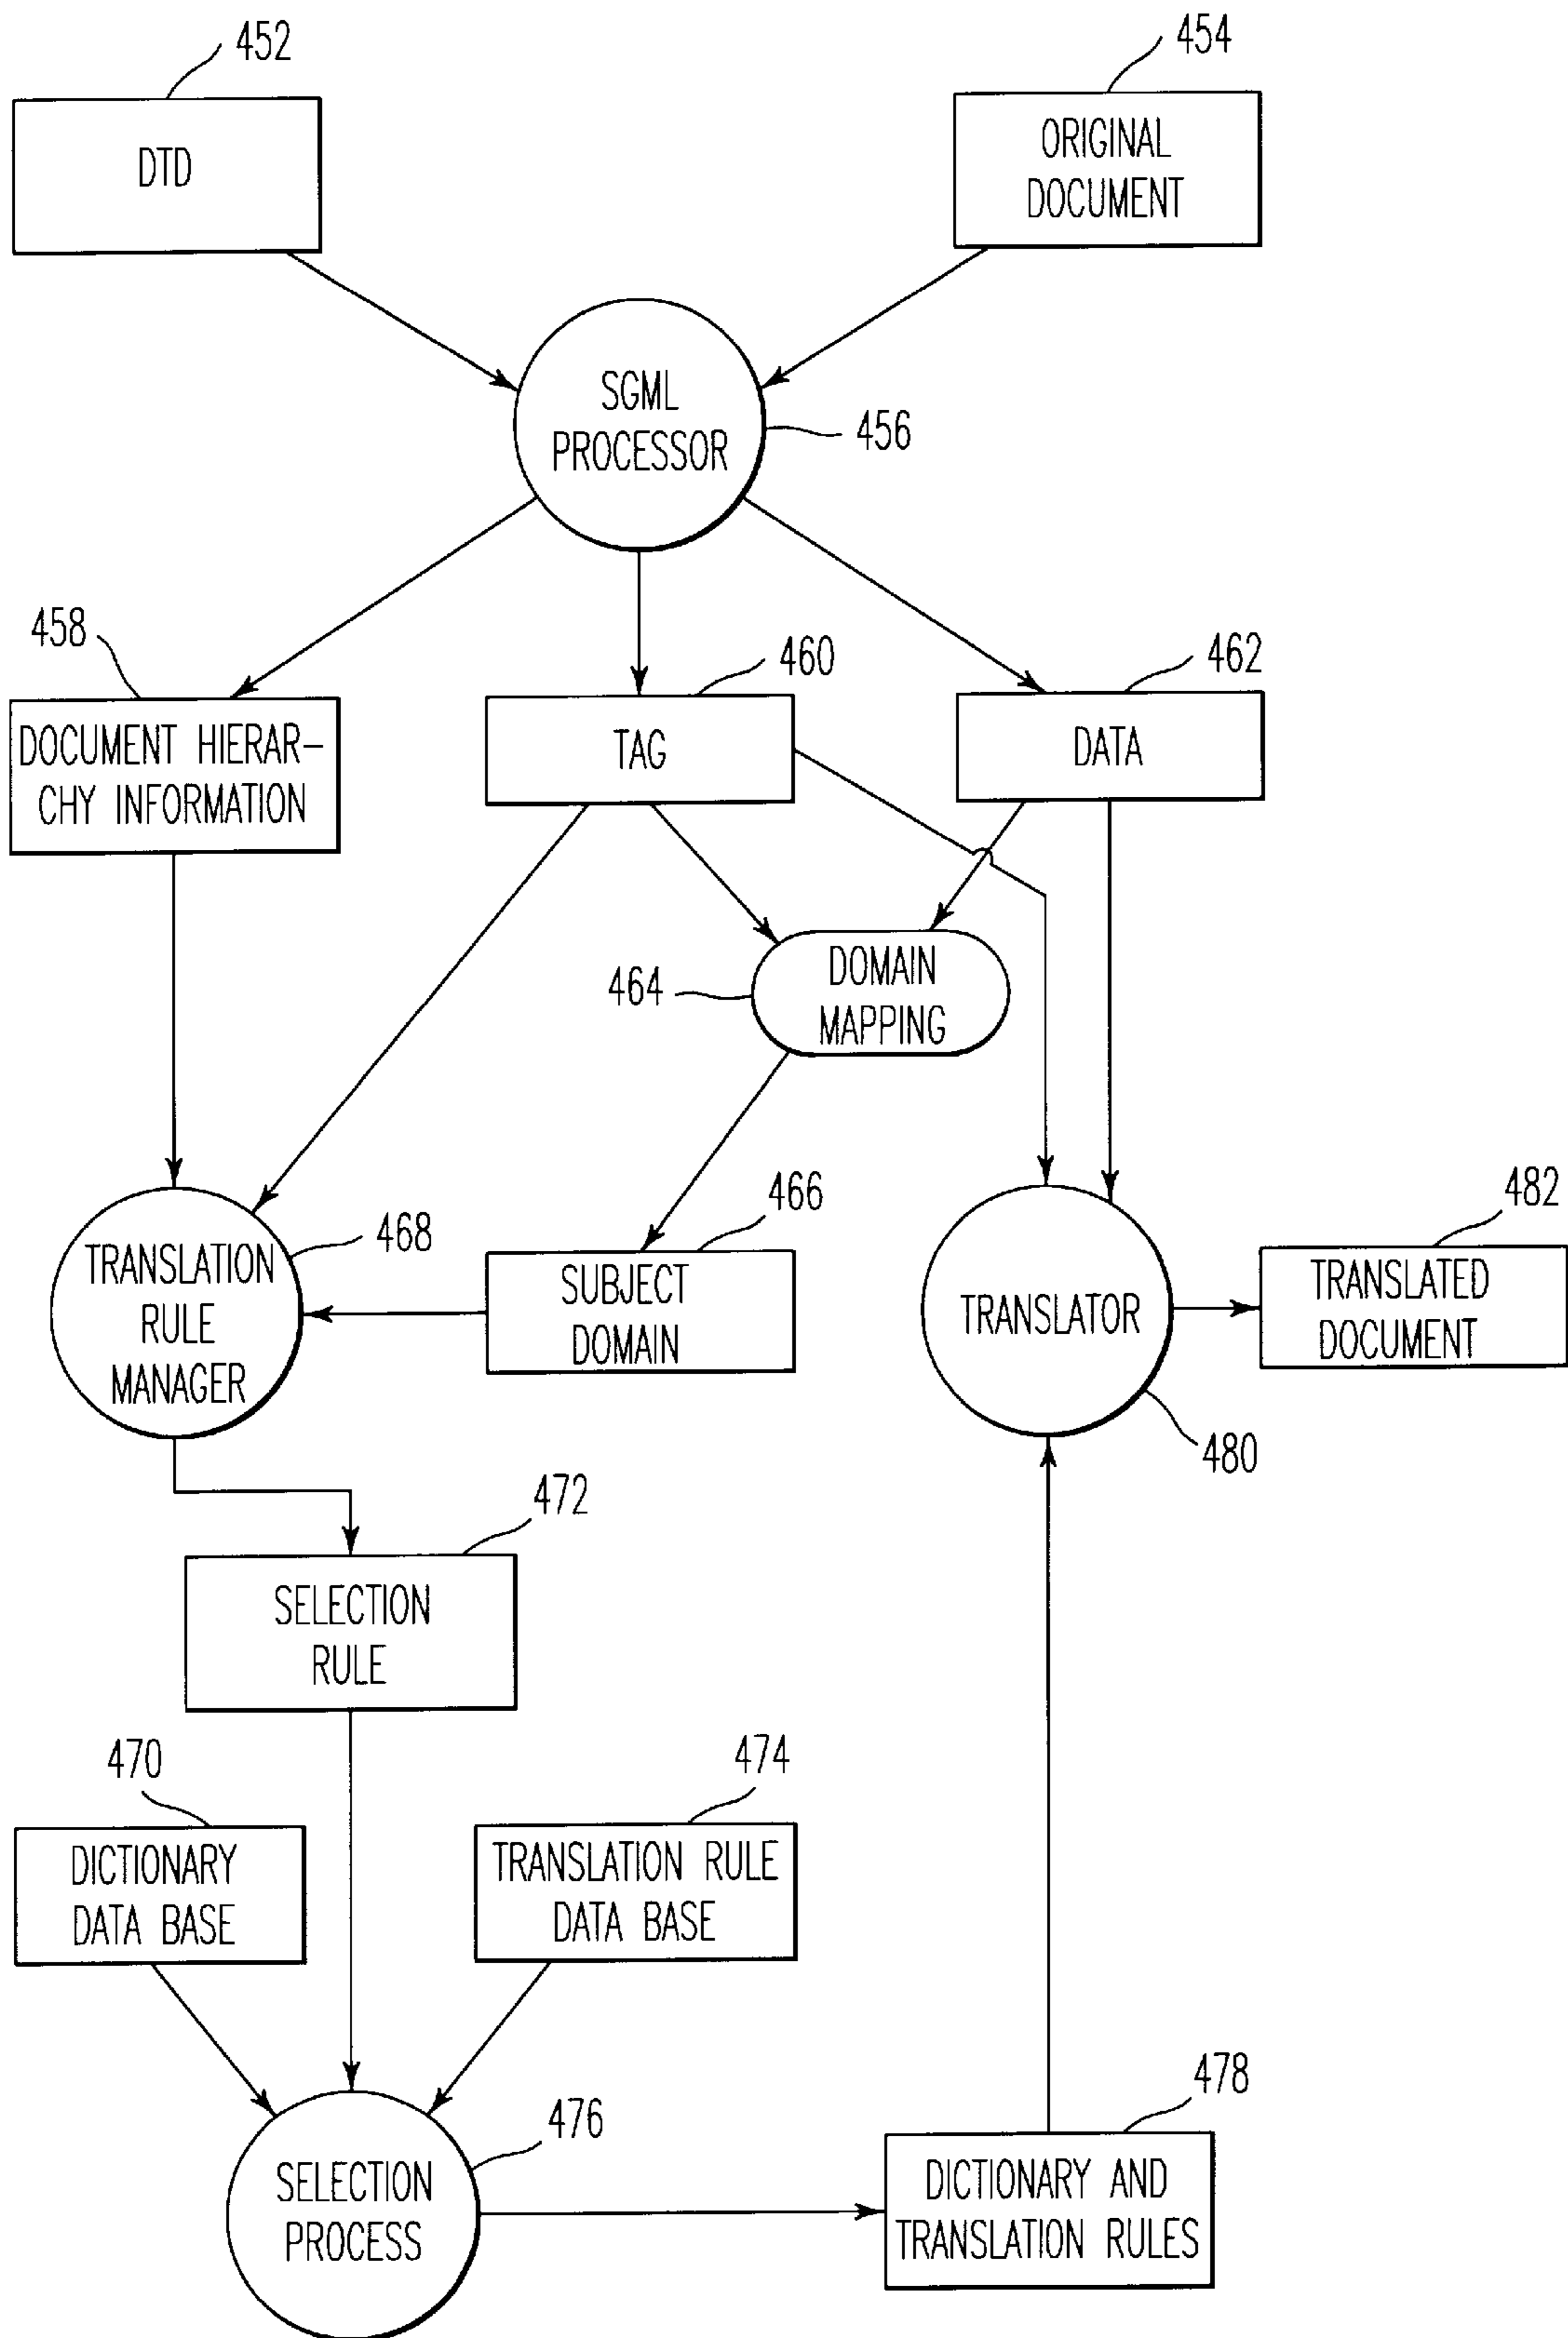 452
454
DTD
ORIGINAL
DOCUMENT
SGML
PROCESSOR
456
458
460
462
DOCUMENT HIERAR-
CHY INFORMATION
TAG
DATA
464
DOMAIN
MAPPING
466
482
468
TRANSLATION
RULE
MANAGER
SUBJECT
DOMAIN
TRANSLATOR
TRANSLATED
DOCUMENT
480
472
SELECTION
RULE
470
474
DICTIONARY
DATA BASE
TRANSLATION RULE
DATA BASE
476
478
SELECTION
PROCESS
DICTIONARY AND
TRANSLATION RULES